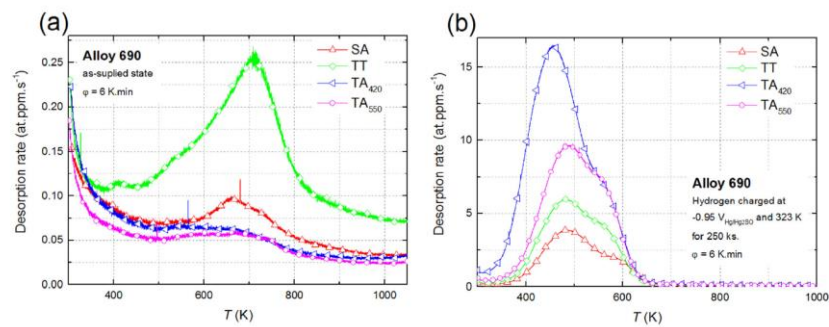 (a)
Alloy 690
as-suplied state
φ = 6 K.min
SA
TT
TA420
TA550
Desorption rate (at.ppm.s-1)
0.25
0.20
0.15
0.10
0.05
0.00
400
600
800
1000
T (K)
(b)
SA
TT
TA420
TA550
Alloy 690
Hydrogen charged at
-0.95 VHg/Hg2SO and 323 K
for 250 ks.
φ = 6 K.min
Desorption rate (at.ppm.s-1)
15
10
5
0
400
600
800
1000
T (K)